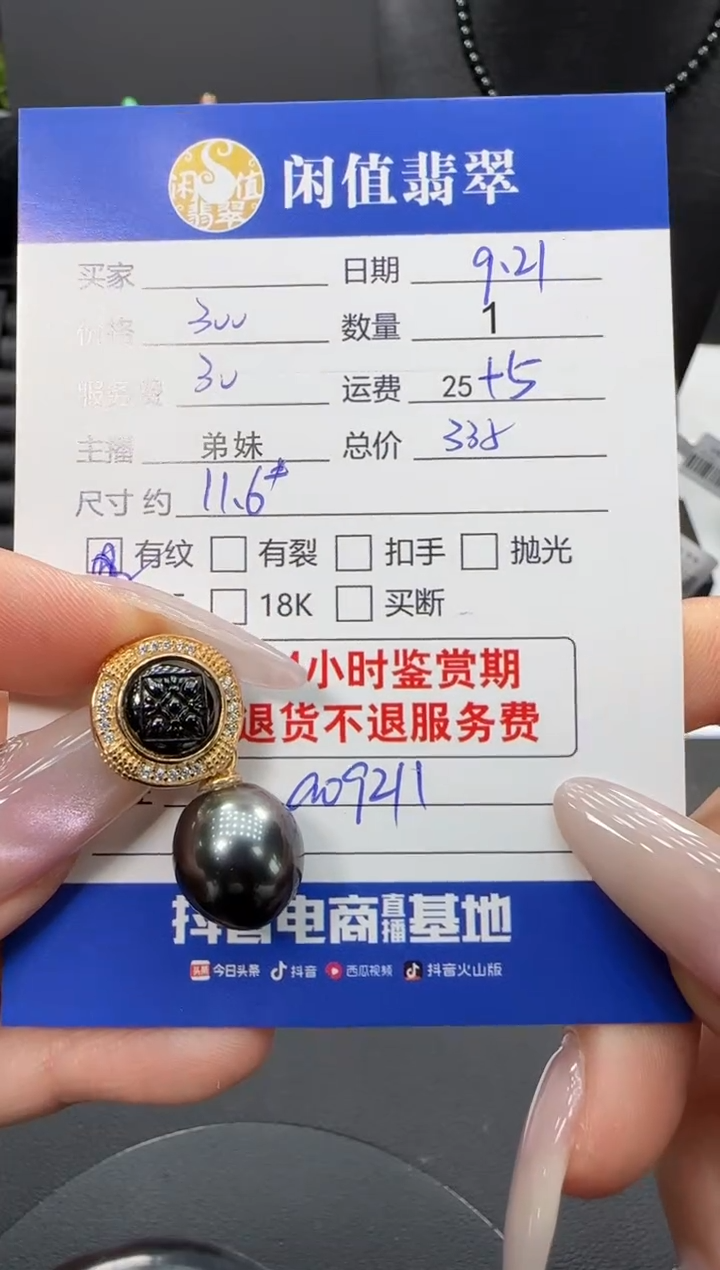 闲值翡翠
闲值翡翠
买家 日期 9.21
价格 300 数量 1
服务费 30 运费 25+5
主播 弟妹 总价 338
尺寸约 11.6#
有纹 有裂 扣手 抛光
18K 买断
小时鉴赏期
退货不退服务费
a09211
抖音电商直播基地
头条 今日头条 抖音 西瓜视频 抖音火山版